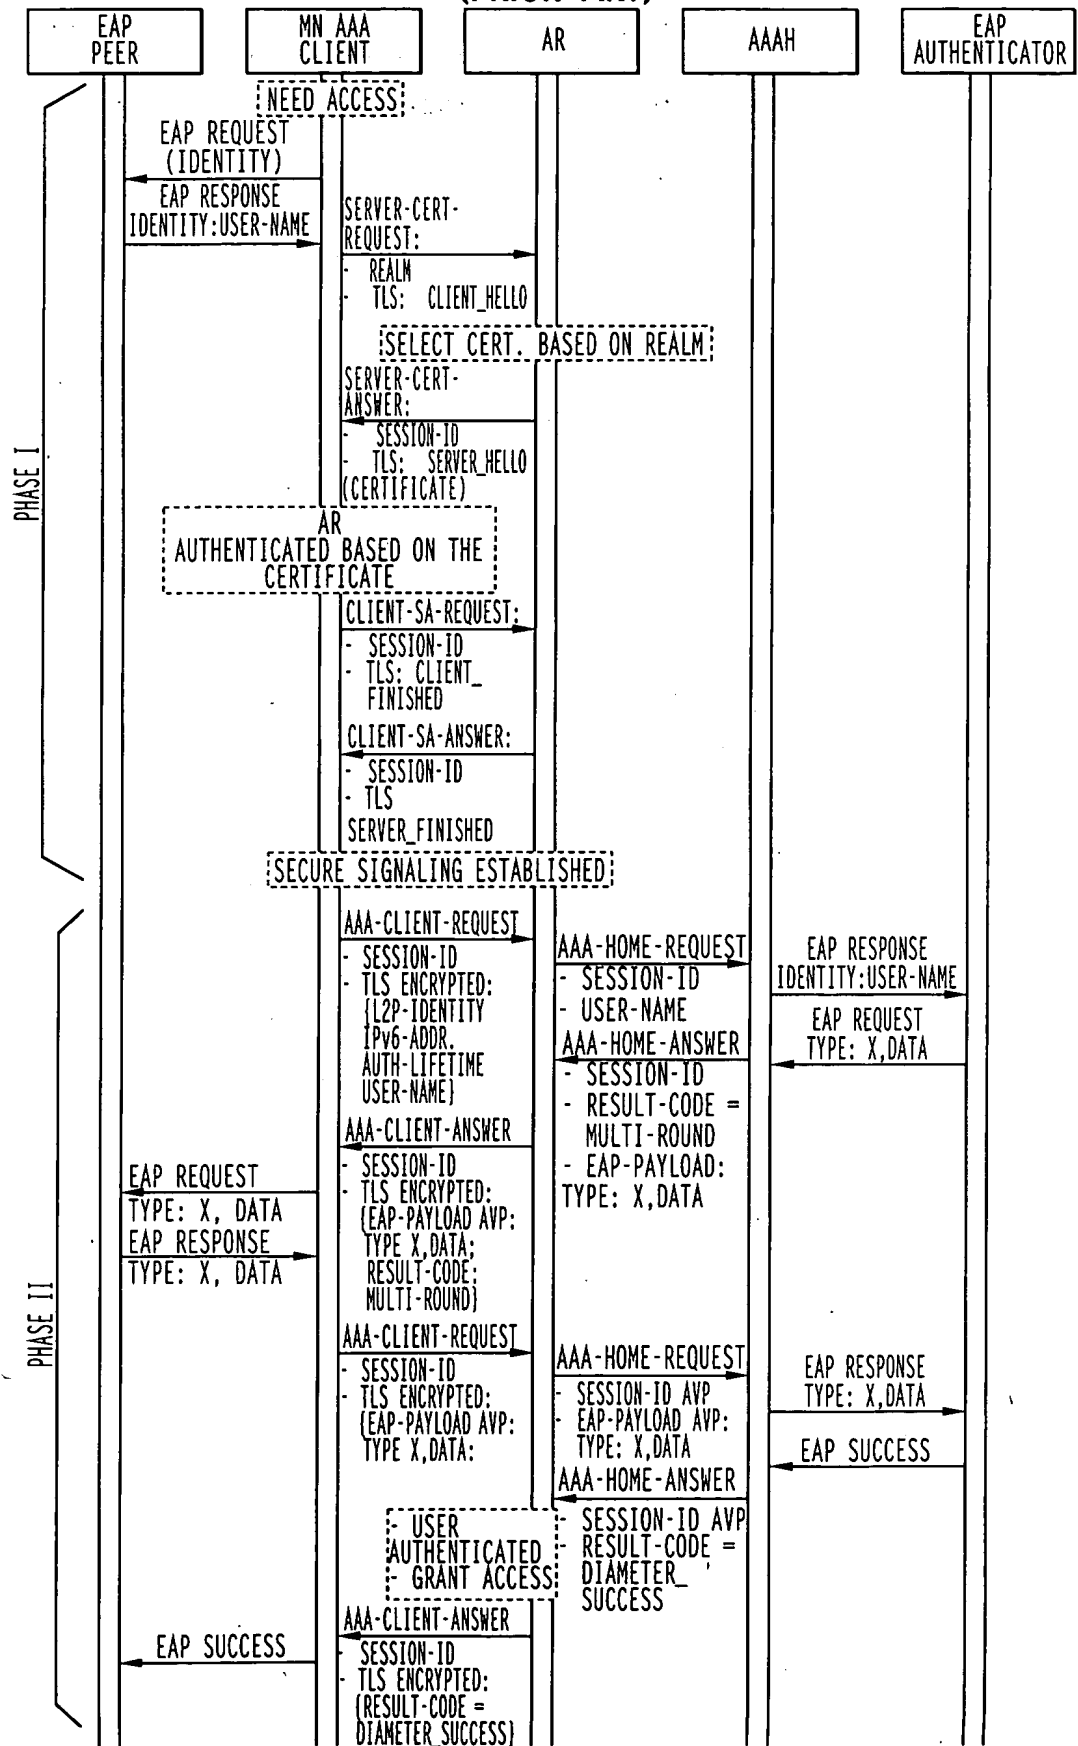 (PRIOR ART)
EAP
PEER
MN AAA
CLIENT
AR
AAAH
EAP
AUTHENTICATOR
NEED ACCESS
EAP REQUEST
(IDENTITY)
EAP RESPONSE
IDENTITY:USER-NAME
SERVER-CERT-
REQUEST:
- REALM
- TLS: CLIENT_HELLO
SELECT CERT. BASED ON REALM
SERVER-CERT-
ANSWER:
- SESSION-ID
- TLS: SERVER_HELLO
(CERTIFICATE)
PHASE I
AR
AUTHENTICATED BASED ON THE
CERTIFICATE
CLIENT-SA-REQUEST:
- SESSION-ID
- TLS: CLIENT_
FINISHED
CLIENT-SA-ANSWER:
- SESSION-ID
- TLS
SERVER_FINISHED
SECURE SIGNALING ESTABLISHED
AAA-CLIENT-REQUEST
- SESSION-ID
- TLS ENCRYPTED:
{L2P-IDENTITY
IPv6-ADDR.
AUTH-LIFETIME
USER-NAME}
AAA-HOME-REQUEST
- SESSION-ID
- USER-NAME
EAP RESPONSE
IDENTITY:USER-NAME
EAP REQUEST
TYPE: X,DATA
AAA-HOME-ANSWER
- SESSION-ID
- RESULT-CODE =
MULTI-ROUND
- EAP-PAYLOAD:
TYPE: X,DATA
AAA-CLIENT-ANSWER
- SESSION-ID
- TLS ENCRYPTED:
{EAP-PAYLOAD AVP:
TYPE X,DATA;
RESULT-CODE:
MULTI-ROUND}
EAP REQUEST
TYPE: X, DATA
EAP RESPONSE
TYPE: X, DATA
PHASE II
AAA-CLIENT-REQUEST
- SESSION-ID
- TLS ENCRYPTED:
{EAP-PAYLOAD AVP:
TYPE X,DATA:
AAA-HOME-REQUEST
- SESSION-ID AVP
- EAP-PAYLOAD AVP:
TYPE: X,DATA
EAP RESPONSE
TYPE: X,DATA
EAP SUCCESS
AAA-HOME-ANSWER
- SESSION-ID AVP
- RESULT-CODE =
DIAMETER_
SUCCESS
- USER
AUTHENTICATED
- GRANT ACCESS
AAA-CLIENT-ANSWER
- SESSION-ID
- TLS ENCRYPTED:
{RESULT-CODE =
DIAMETER_SUCCESS}
EAP SUCCESS